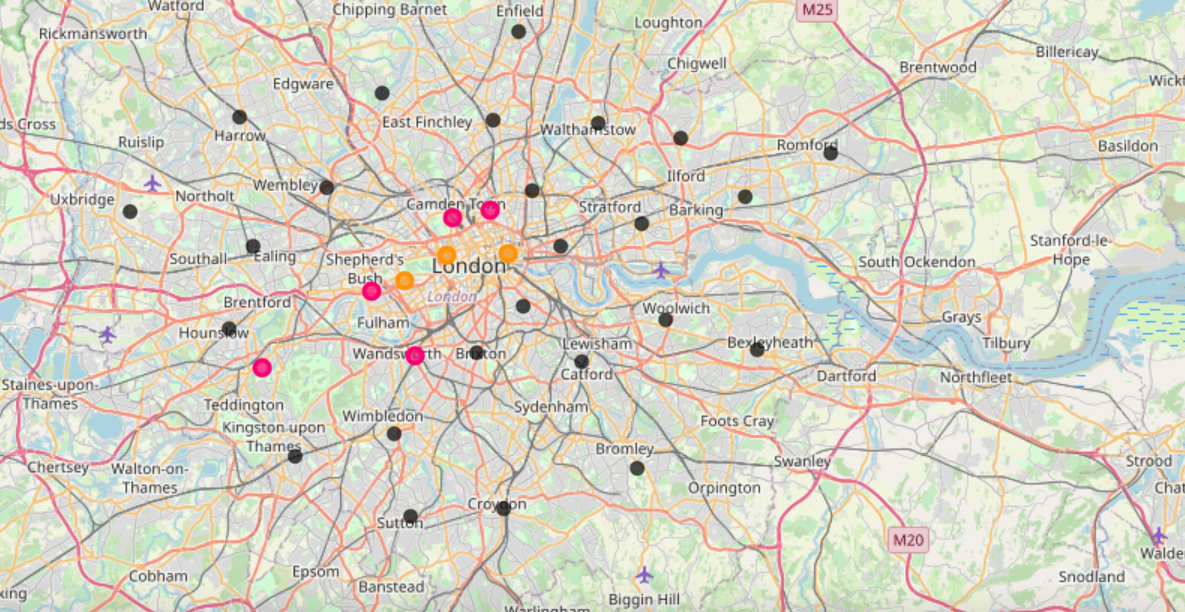 Watford
Chipping Barnet
Enfield
Loughton
M25
Rickmansworth
Chigwell
Billericay
Brentwood
Wickf
Edgware
ds Cross
Harrow
East Finchley
Walthamstow
Ruislip
Romford
Basildon
Uxbridge
Northolt
Wembley
Ilford
Camden Town
Stratford
Barking
Stanford-le-
Hope
Southall
Ealing
Shepherd's
Bush
London
South Ockendon
London
Brentford
Woolwich
Grays
Hounslow
Fulham
Tilbury
Wandsworth
Brixton
Lewisham
Bexleyheath
Catford
Dartford
Northfleet
Staines-upon-
Thames
Teddington
Wimbledon
Sydenham
Foots Cray
Kingston upon
Thames
Bromley
Chertsey
Walton-on-
Thames
Swanley
Strood
Orpington
Chat
Croydon
Sutton
M20
Walde
Cobham
Epsom
Banstead
Snodland
king
Biggin Hill
Warlingham